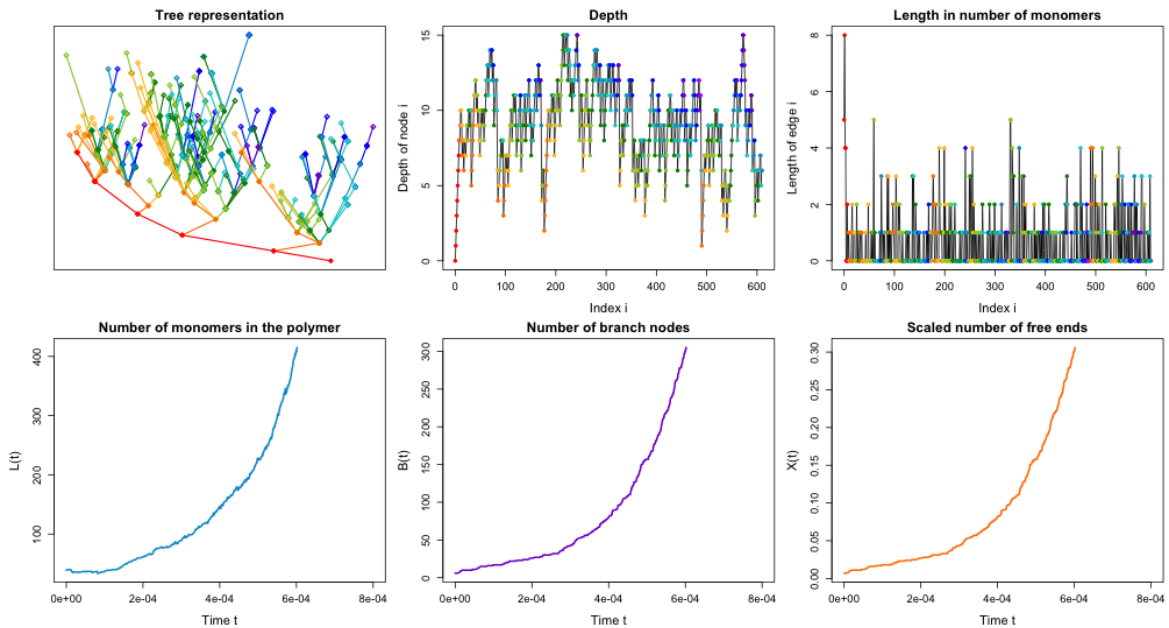 Tree representation
Depth
Depth of node i
15
10
5
0
0 100 200 300 400 500 600
Index i
Length in number of monomers
Length of edge i
8
6
4
2
0
0 100 200 300 400 500 600
Index i
Number of monomers in the polymer
L(t)
400
300
200
100
0e+00 2e-04 4e-04 6e-04 8e-04
Time t
Number of branch nodes
B(t)
300
250
200
150
100
50
0
0e+00 2e-04 4e-04 6e-04 8e-04
Time t
Scaled number of free ends
X(t)
0.30
0.25
0.20
0.15
0.10
0.05
0.00
0e+00 2e-04 4e-04 6e-04 8e-04
Time t